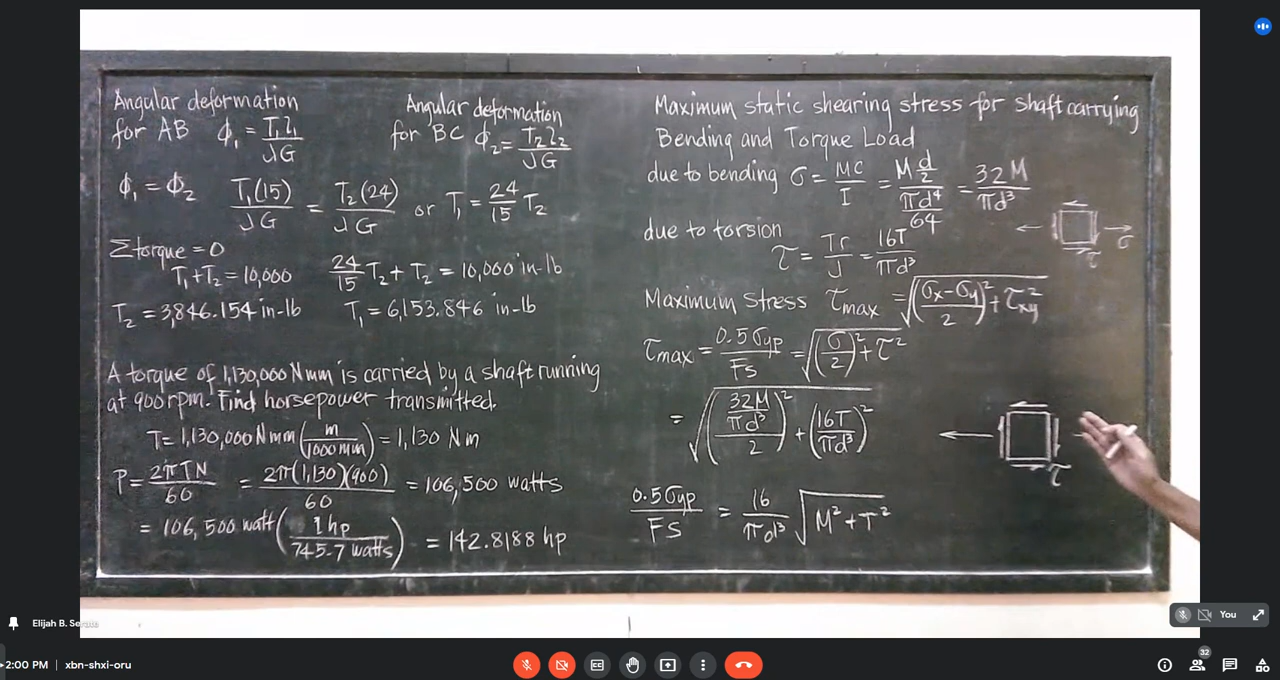 Angular deformation
for AB ϕ₁ = T₁l₁/JG
Angular deformation
for BC ϕ₂ = T₂l₂/JG
ϕ₁ = ϕ₂ T₁(15)/JG = T₂(24)/JG or T₁ = 24/15 T₂
Σtorque = 0
T₁+T₂ = 10,000 24/15 T₂ + T₂ = 10,000 in-lb
T₂ = 3,846.154 in-lb T₁ = 6,153.846 in-lb
A torque of 1,130,000 Nmm is carried by a shaft running
at 900 rpm. Find horsepower transmitted.
T = 1,130,000 Nmm (m/1000mm) = 1,130 Nm
P = 2πTN/60 = 2π(1,130)(900)/60 = 106,500 watts
= 106,500 watt (1 hp/745.7 watts) = 142.8188 hp
Maximum static shearing stress for shaft carrying
Bending and Torque Load
due to bending σ = MC/I = M d/2 / πd⁴/64 = 32M/πd³
due to torsion
τ = Tr/J = 16T/πd³
σ
τ
Maximum Stress τmax = √((σx-σy)/2)² + τxy²
τmax = 0.5σyp/Fs = √(σ/2)² + τ²
= √((32M/πd³)/2)² + (16T/πd³)²
τ
0.5σyp/Fs = 16/πd³ √M² + T²
Elijah B. Serate
You
2:00 PM | xbn-shxi-oru
32